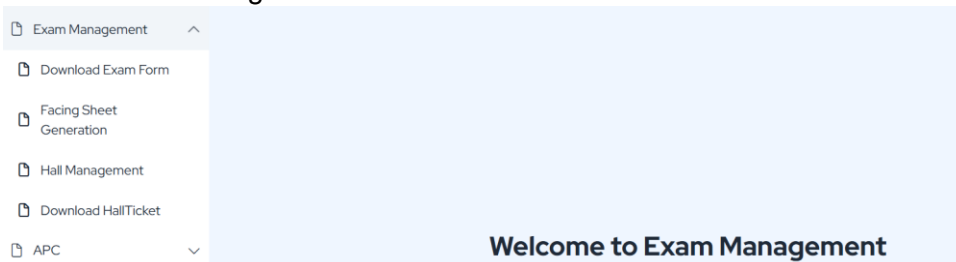 Exam Management
Download Exam Form
Facing Sheet
Generation
Hall Management
Download HallTicket
APC
Welcome to Exam Management